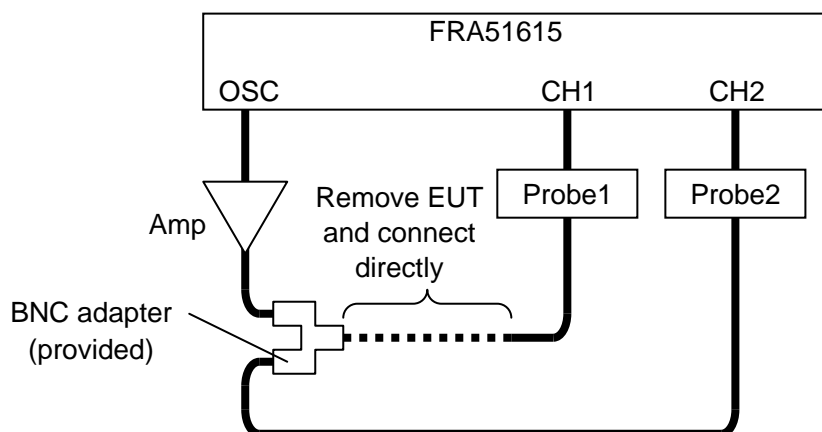 FRA51615
OSC
CH1
CH2
Amp
Remove EUT
and connect
directly
Probe1
Probe2
BNC adapter
(provided)